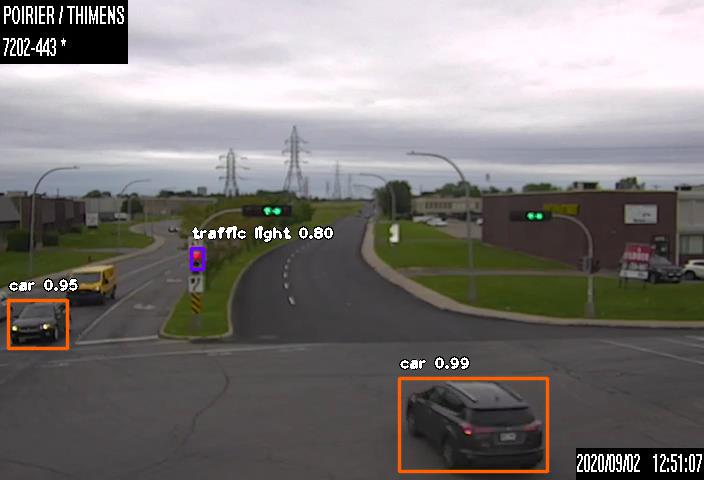 POIRIER / THIMENS
7202-443 *
traffic light 0.80
car 0.95
car 0.99
2020/09/02 12:51:07